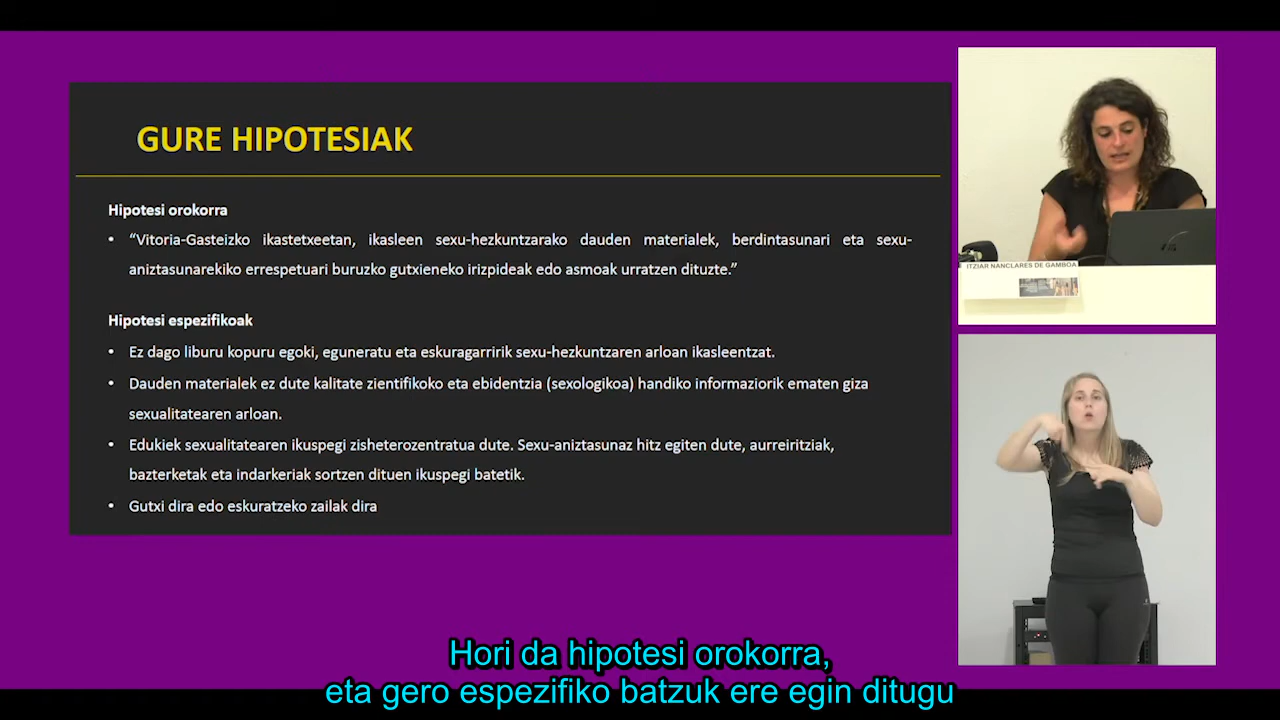 GURE HIPOTESIAK
Hipotesi orokorra
• “Vitoria-Gasteizko ikastetxeetan, ikasleen sexu-hezkuntzarako dauden materialek, berdintasunari eta sexu-
aniztasunarekiko errespetuari buruzko gutxieneko irizpideak edo asmoak urratzen dituzte.”
Hipotesi espezifikoak
• Ez dago liburu kopuru egoki, eguneratu eta eskuragarririk sexu-hezkuntzaren arloan ikasleentzat.
• Dauden materialek ez dute kalitate zientifikoko eta ebidentzia (sexologikoa) handiko informaziorik ematen giza
sexualitatearen arloan.
• Edukiek sexualitatearen ikuspegi zisheterozentratua dute. Sexu-aniztasunaz hitz egiten dute, aurreiritziak,
bazterketak eta indarkeriak sortzen dituen ikuspegi batetik.
• Gutxi dira edo eskuratzeko zailak dira
ITZIAR NANCLARES DE GAMBOA
Hori da hipotesi orokorra,
eta gero espezifiko batzuk ere egin ditugu